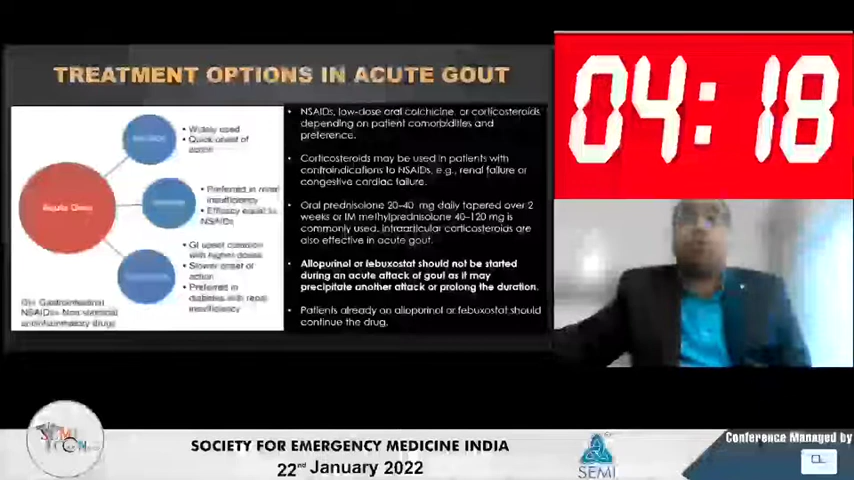 TREATMENT OPTIONS IN ACUTE GOUT
Acute Gout
• Widely used
• Quick onset of
action
• Preferred in renal
insufficiency
• Efficacy equal to
NSAIDs
• GI upset common
with higher doses
• Slower onset of
action
• Preferred in
diabetes with renal
insufficiency
GI= Gastrointestinal
NSAIDs= Non steroidal
antiinflammatory drugs
• NSAIDs, low-dose oral colchicine, or corticosteroids
depending on patient comorbidities and
preference.
• Corticosteroids may be used in patients with
contraindications to NSAIDs, e.g., renal failure or
congestive cardiac failure.
• Oral prednisolone 20–40 mg daily tapered over 2
weeks or IM methylprednisolone 40–120 mg is
commonly used. Intraarticular corticosteroids are
also effective in acute gout.
• Allopurinol or febuxostat should not be started
during an acute attack of gout as it may
precipitate another attack or prolong the duration.
• Patients already on allopurinol or febuxostat should
continue the drug.
04:18
SOCIETY FOR EMERGENCY MEDICINE INDIA
22nd January 2022
SEMI
Conference Managed by